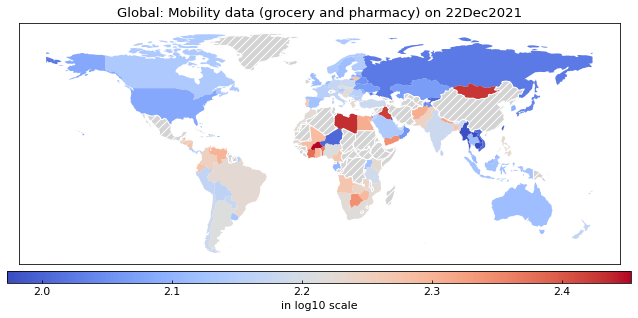 Global: Mobility data (grocery and pharmacy) on 22Dec2021
2.0 2.1 2.2 2.3 2.4
in log10 scale